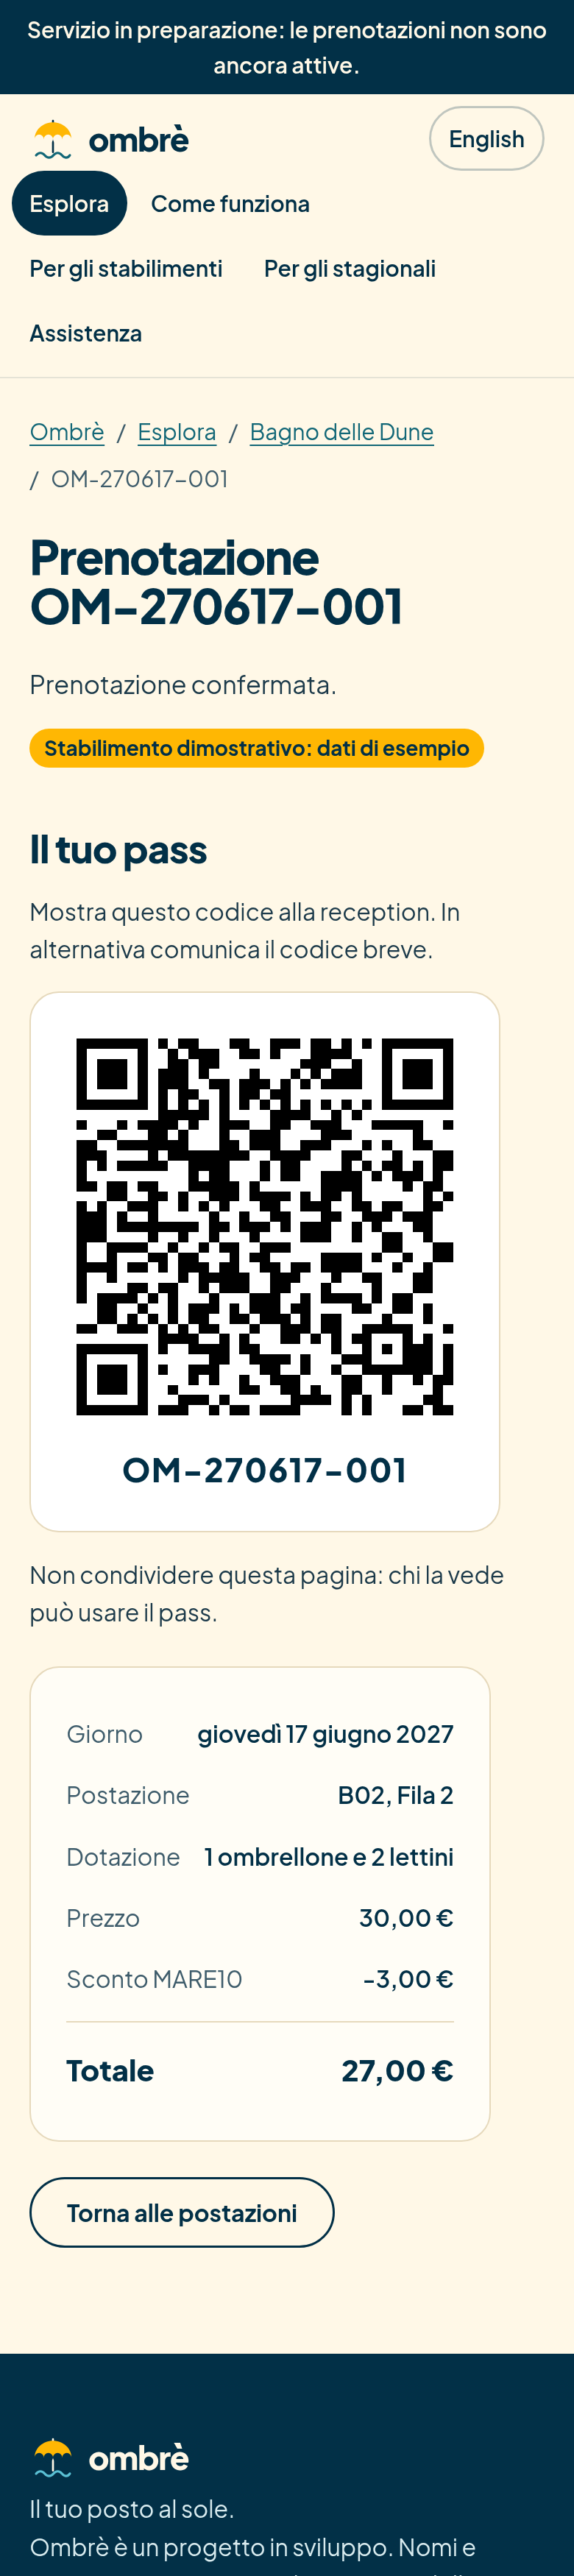 Servizio in preparazione: le prenotazioni non sono
ancora attive.
ombrè
English
Esplora
Come funziona
Per gli stabilimenti
Per gli stagionali
Assistenza
Ombrè / Esplora / Bagno delle Dune
/ OM-270617-001
Prenotazione
OM-270617-001
Prenotazione confermata.
Stabilimento dimostrativo: dati di esempio
Il tuo pass
Mostra questo codice alla reception. In
alternativa comunica il codice breve.
OM-270617-001
Non condividere questa pagina: chi la vede
può usare il pass.
Giorno giovedì 17 giugno 2027
Postazione B02, Fila 2
Dotazione 1 ombrellone e 2 lettini
Prezzo 30,00 €
Sconto MARE10 -3,00 €
Totale 27,00 €
Torna alle postazioni
ombrè
Il tuo posto al sole.
Ombrè è un progetto in sviluppo. Nomi e